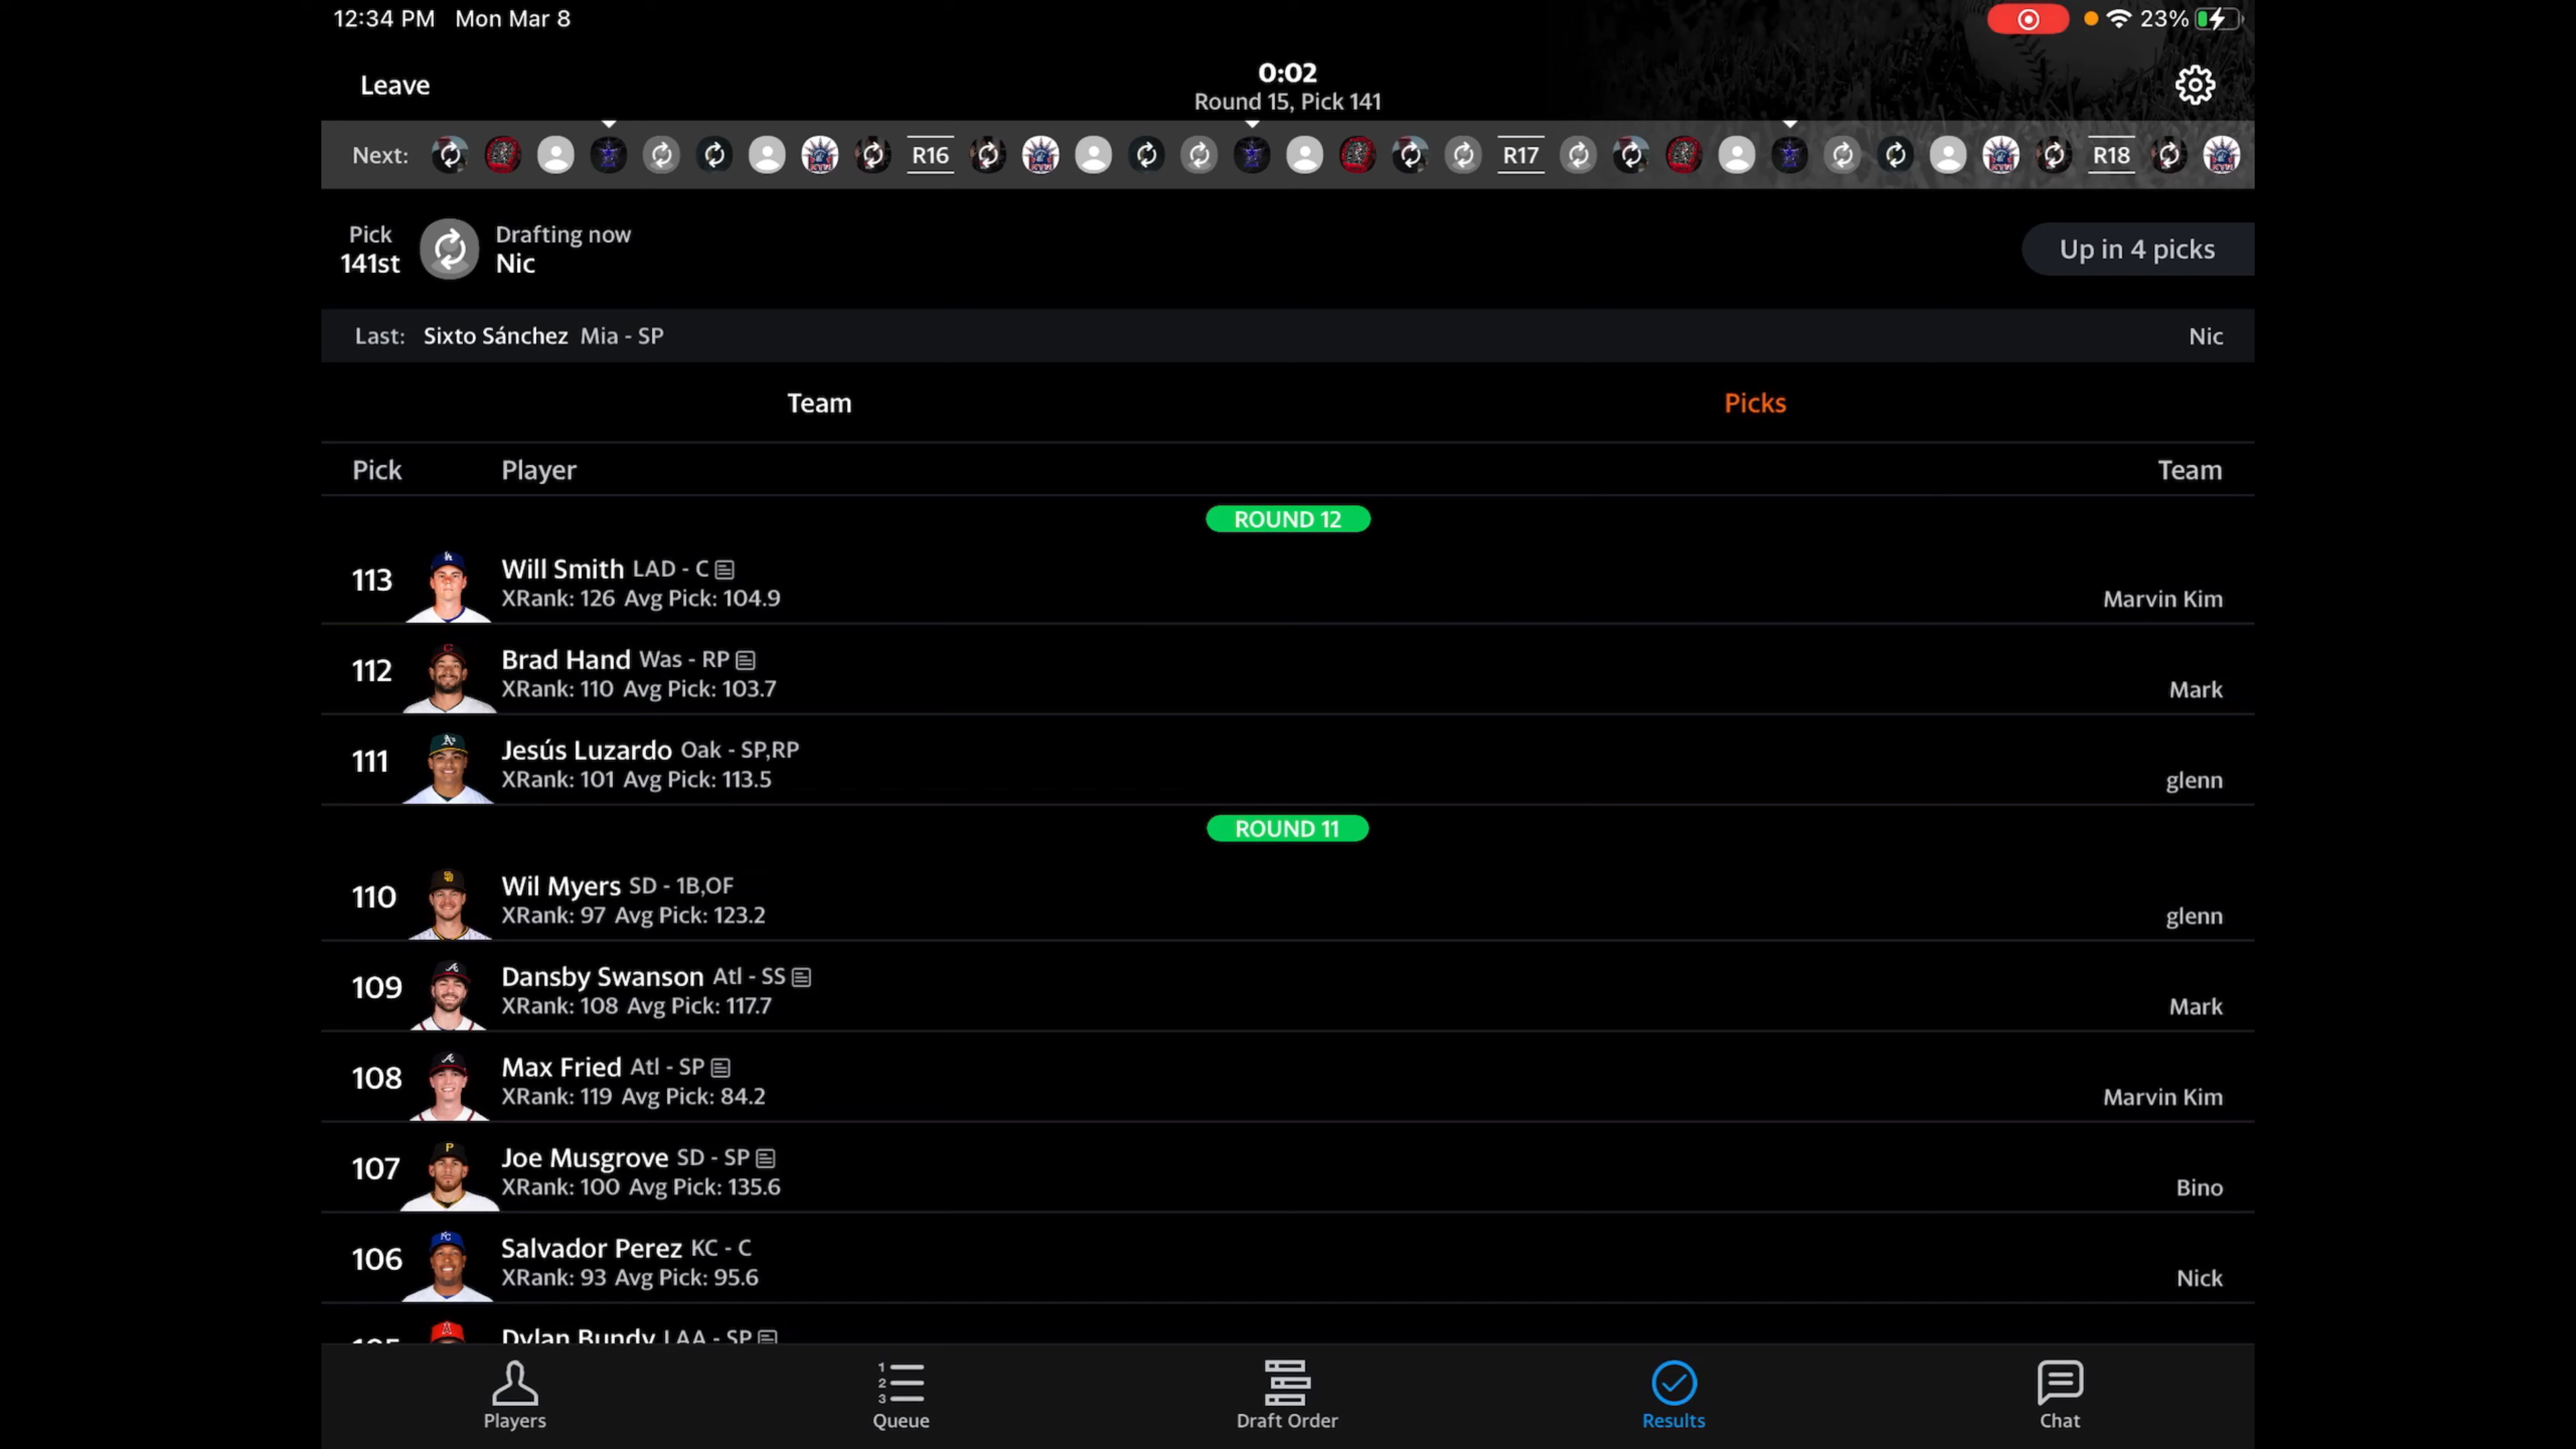 12:34 PM Mon Mar 8
23%
Leave
0:02
Round 15, Pick 141
Next: R16 R17 R18
Pick
141st
Drafting now
Nic
Up in 4 picks
Last: Sixto Sánchez Mia - SP Nic
Team Picks
Pick Player Team
ROUND 12
113 Will Smith LAD - C
XRank: 126 Avg Pick: 104.9
Marvin Kim
112 Brad Hand Was - RP
XRank: 110 Avg Pick: 103.7
Mark
111 Jesús Luzardo Oak - SP,RP
XRank: 101 Avg Pick: 113.5
glenn
ROUND 11
110 Wil Myers SD - 1B,OF
XRank: 97 Avg Pick: 123.2
glenn
109 Dansby Swanson Atl - SS
XRank: 108 Avg Pick: 117.7
Mark
108 Max Fried Atl - SP
XRank: 119 Avg Pick: 84.2
Marvin Kim
107 Joe Musgrove SD - SP
XRank: 100 Avg Pick: 135.6
Bino
106 Salvador Perez KC - C
XRank: 93 Avg Pick: 95.6
Nick
105 Dylan Bundy LAA - SP
Players Queue Draft Order Results Chat